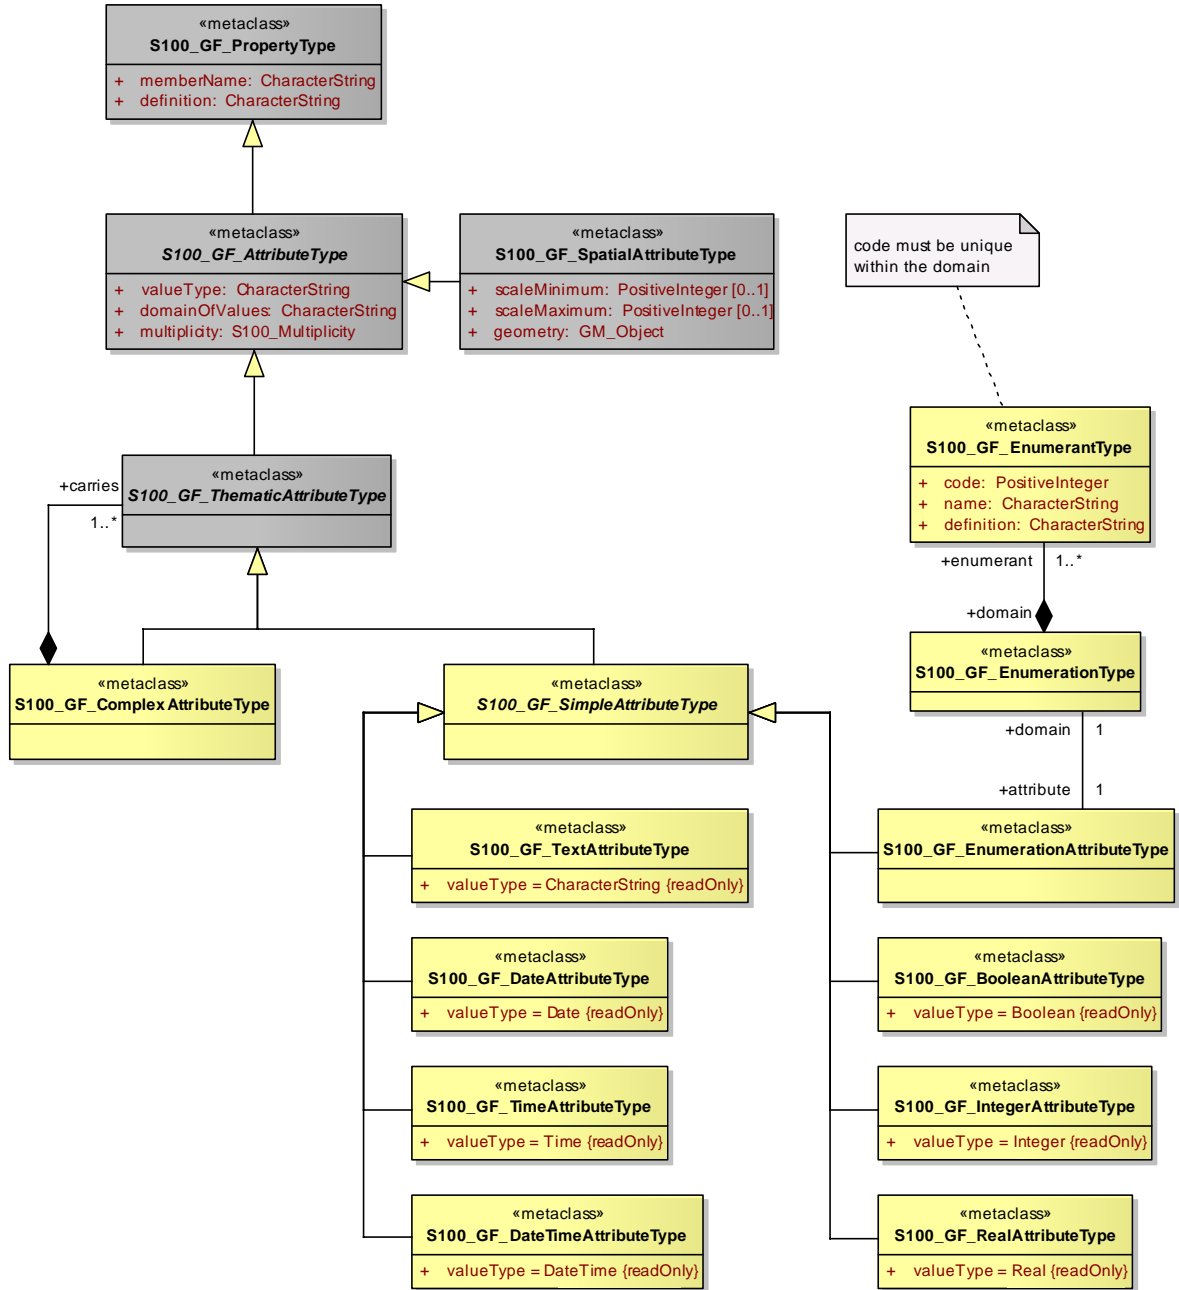 «metaclass»
S100_GF_PropertyType
+ memberName: CharacterString
+ definition: CharacterString
«metaclass»
S100_GF_AttributeType
+ valueType: CharacterString
+ domainOfValues: CharacterString
+ multiplicity: S100_Multiplicity
«metaclass»
S100_GF_SpatialAttributeType
+ scaleMinimum: PositiveInteger [0..1]
+ scaleMaximum: PositiveInteger [0..1]
+ geometry: GM_Object
code must be unique
within the domain
«metaclass»
S100_GF_EnumerantType
+ code: PositiveInteger
+ name: CharacterString
+ definition: CharacterString
+carries
1..*
«metaclass»
S100_GF_ThematicAttributeType
+enumerant 1..*
+domain
«metaclass»
S100_GF_EnumerationType
«metaclass»
S100_GF_ComplexAttributeType
«metaclass»
S100_GF_SimpleAttributeType
+domain 1
+attribute 1
«metaclass»
S100_GF_TextAttributeType
+ valueType = CharacterString {readOnly}
«metaclass»
S100_GF_EnumerationAttributeType
«metaclass»
S100_GF_DateAttributeType
+ valueType = Date {readOnly}
«metaclass»
S100_GF_BooleanAttributeType
+ valueType = Boolean {readOnly}
«metaclass»
S100_GF_TimeAttributeType
+ valueType = Time {readOnly}
«metaclass»
S100_GF_IntegerAttributeType
+ valueType = Integer {readOnly}
«metaclass»
S100_GF_DateTimeAttributeType
+ valueType = DateTime {readOnly}
«metaclass»
S100_GF_RealAttributeType
+ valueType = Real {readOnly}